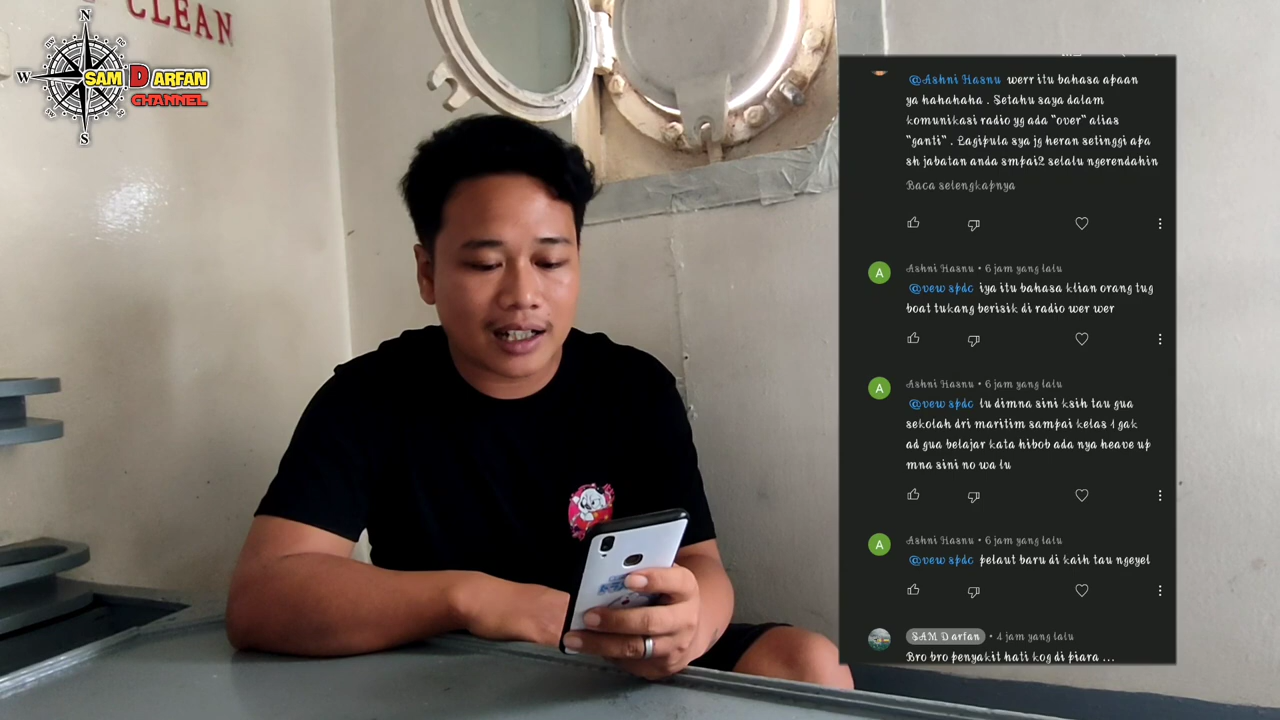 CLEAN
N
W
SAM D ARFAN
CHANNEL
S
@Ashni Hasnu werr itu bahasa apaan
ya hahahaha . Setahu saya dalam
komunikasi radio yg ada "over" alias
"ganti" . Lagipula sya jg heran setinggi apa
sh jabatan anda smpai2 selalu ngerendahin
Baca selengkapnya
A
Ashni Hasnu • 6 jam yang lalu
@vew spdc iya itu bahasa klian orang tug
boat tukang berisik di radio wer wer
A
Ashni Hasnu • 6 jam yang lalu
@vew spdc lu dimna sini ksih tau gua
sekolah dri maritim sampai kelas 1 gak
ad gua belajar kata hibob ada nya heave up
mna sini no wa lu
A
Ashni Hasnu • 6 jam yang lalu
@vew spdc pelaut baru di kaih tau ngeyel
SAM D arfan • 4 jam yang lalu
Bro bro penyakit hati kog di piara ...